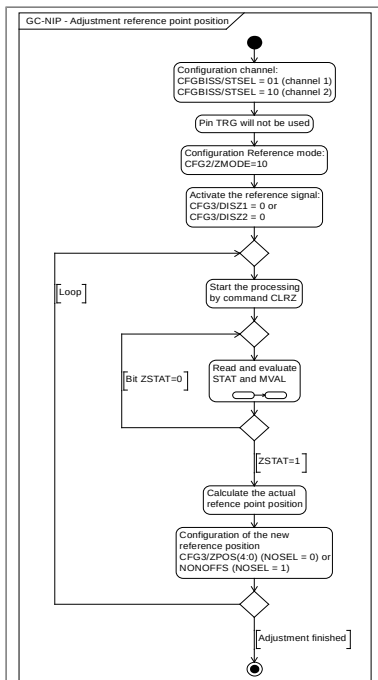 GC-NIP - Adjustment reference point position
Configuration channel:
CFGBISS/STSEL = 01 (channel 1)
CFGBISS/STSEL = 10 (channel 2)
Pin TRG will not be used
Configuration Reference mode:
CFG2/ZMODE=10
Activate the reference signal:
CFG3/DISZ1 = 0 or
CFG3/DISZ2 = 0
[Loop]
Start the processing
by command CLRZ
[Bit ZSTAT=0]
Read and evaluate
STAT and MVAL
[ZSTAT=1]
Calculate the actual
refence point position
Configuration of the new
reference position
CFG3/ZPOS(4:0) (NOSEL = 0) or
NONOFFS (NOSEL = 1)
[Adjustment finished]